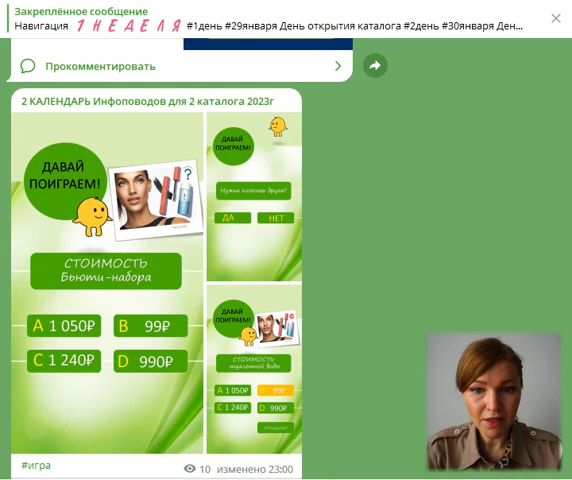 Закреплённое сообщение
Навигация 1 НЕДЕЛЯ #1день #29января День открытия каталога #2день #30января Ден...
Прокомментировать
2 КАЛЕНДАРЬ Инфоповодов для 2 каталога 2023г
ДАВАЙ
ПОИГРАЕМ!
?
СТОИМОСТЬ
Бьюти-набора
A 1 050₽
B 99₽
C 1 240₽
D 990₽
ДАВАЙ
ПОИГРАЕМ!
Нужна помощь друга?
ДА
НЕТ
ДАВАЙ
ПОИГРАЕМ!
СТОИМОСТЬ
туалетной воды
A 1 050₽
B 99₽
C 1 240₽
D 990₽
#игра
10 изменено 23:00